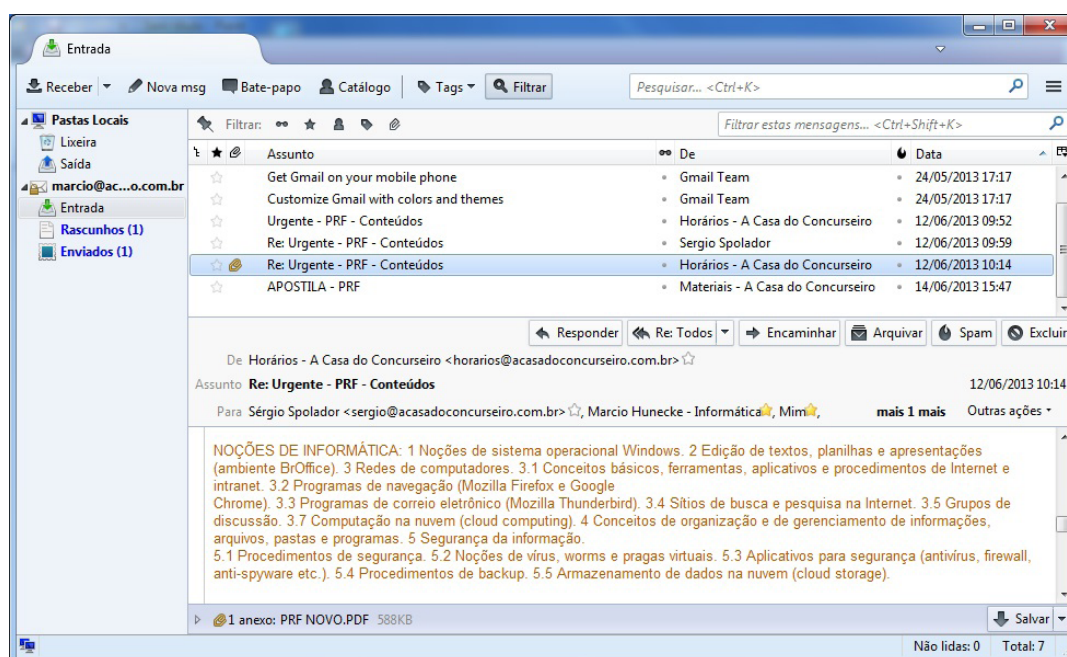 Entrada
Receber Nova msg Bate-papo Catálogo Tags Filtrar Pesquisar... <Ctrl+K>
Pastas Locais
Lixeira
Saída
marcio@ac...o.com.br
Entrada
Rascunhos (1)
Enviados (1)
Filtrar: Filtrar estas mensagens... <Ctrl+Shift+K>
Assunto De Data
Get Gmail on your mobile phone Gmail Team 24/05/2013 17:17
Customize Gmail with colors and themes Gmail Team 24/05/2013 17:17
Urgente - PRF - Conteúdos Horários - A Casa do Concurseiro 12/06/2013 09:52
Re: Urgente - PRF - Conteúdos Sergio Spolador 12/06/2013 09:59
Re: Urgente - PRF - Conteúdos Horários - A Casa do Concurseiro 12/06/2013 10:14
APOSTILA - PRF Materiais - A Casa do Concurseiro 14/06/2013 15:47
Responder Re: Todos Encaminhar Arquivar Spam Excluir
De Horários - A Casa do Concurseiro <horarios@acasadoconcurseiro.com.br>
Assunto Re: Urgente - PRF - Conteúdos 12/06/2013 10:14
Para Sérgio Spolador <sergio@acasadoconcurseiro.com.br>, Marcio Hunecke - Informática, Mim, mais 1 mais Outras ações
NOÇÕES DE INFORMÁTICA: 1 Noções de sistema operacional Windows. 2 Edição de textos, planilhas e apresentações
(ambiente BrOffice). 3 Redes de computadores. 3.1 Conceitos básicos, ferramentas, aplicativos e procedimentos de Internet e
intranet. 3.2 Programas de navegação (Mozilla Firefox e Google
Chrome). 3.3 Programas de correio eletrônico (Mozilla Thunderbird). 3.4 Sítios de busca e pesquisa na Internet. 3.5 Grupos de
discussão. 3.7 Computação na nuvem (cloud computing). 4 Conceitos de organização e de gerenciamento de informações,
arquivos, pastas e programas. 5 Segurança da informação.
5.1 Procedimentos de segurança. 5.2 Noções de vírus, worms e pragas virtuais. 5.3 Aplicativos para segurança (antivírus, firewall,
anti-spyware etc.). 5.4 Procedimentos de backup. 5.5 Armazenamento de dados na nuvem (cloud storage).
1 anexo: PRF NOVO.PDF 588KB Salvar
Não lidas: 0 Total: 7